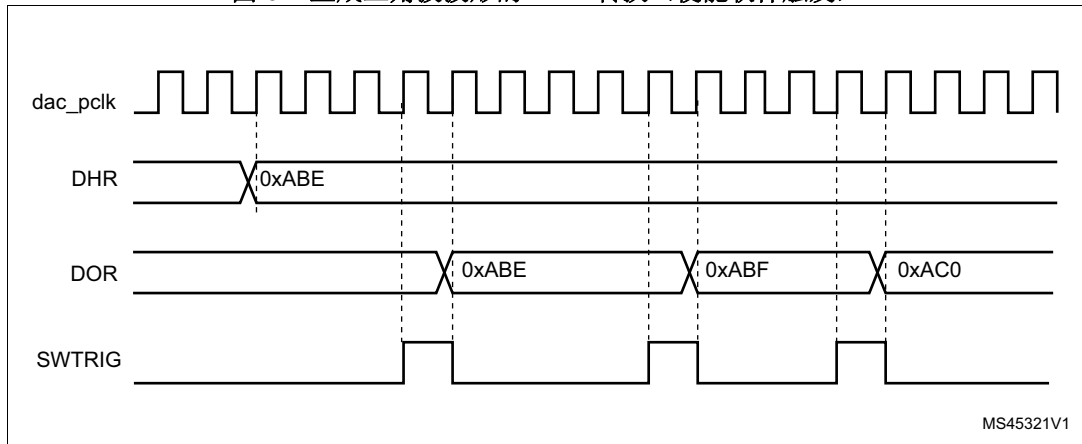 dac_pclk
DHR
0xABE
DOR
0xABE
0xABF
0xAC0
SWTRIG
MS45321V1